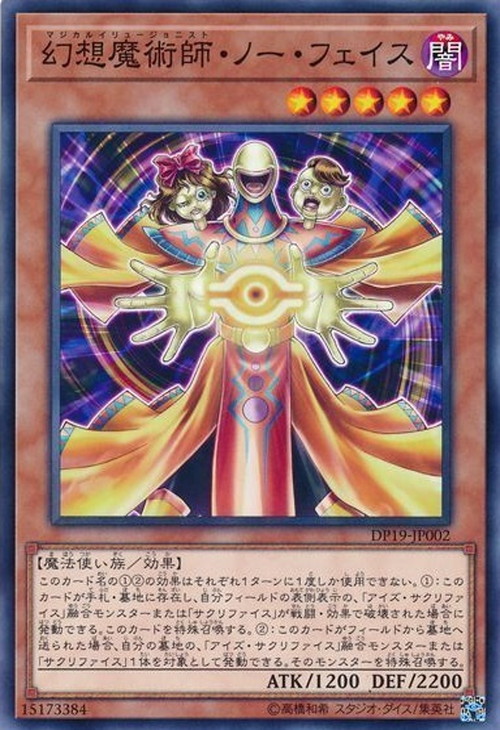 マジカルイリュージョニスト
幻想魔術師・ノー・フェイス
やみ
闇
DP19-JP002
【魔法使い族／効果】
このカード名の①②の効果はそれぞれ1ターンに1度しか使用できない。①：この
カードが手札・墓地に存在し、自分フィールドの表側表示の、「アイズ・サクリファ
イス」融合モンスターまたは「サクリファイス」が戦闘・効果で破壊された場合に
発動できる。このカードを特殊召喚する。②：このカードがフィールドから墓地へ
送られた場合、自分の墓地の、「アイズ・サクリファイス」融合モンスターまたは
「サクリファイス」1体を対象として発動できる。そのモンスターを特殊召喚する。
ATK/1200 DEF/2200
15173384
©高橋和希 スタジオ・ダイス/集英社